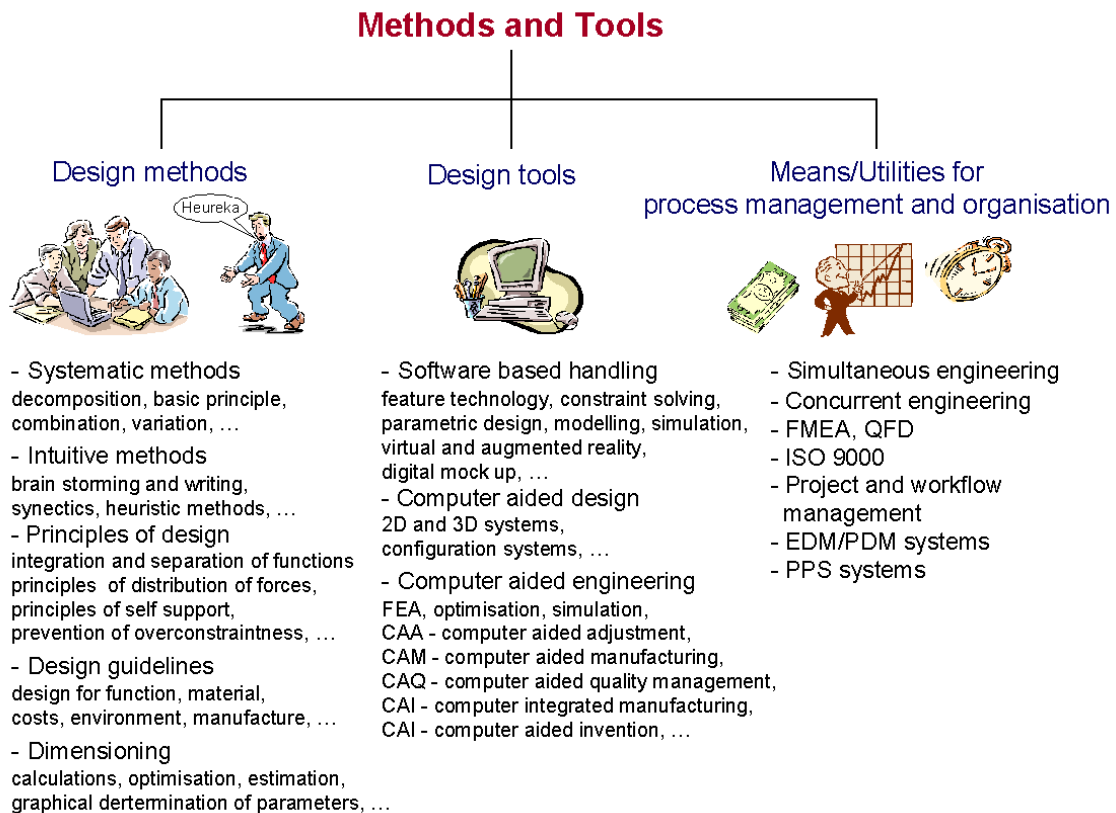 Methods and Tools
Design methods
Heureka
- Systematic methods
decomposition, basic principle,
combination, variation, …
- Intuitive methods
brain storming and writing,
synectics, heuristic methods, …
- Principles of design
integration and separation of functions
principles of distribution of forces,
principles of self support,
prevention of overconstraintness, …
- Design guidelines
design for function, material,
costs, environment, manufacture, …
- Dimensioning
calculations, optimisation, estimation,
graphical dertermination of parameters, …
Design tools
- Software based handling
feature technology, constraint solving,
parametric design, modelling, simulation,
virtual and augmented reality,
digital mock up, …
- Computer aided design
2D and 3D systems,
configuration systems, …
- Computer aided engineering
FEA, optimisation, simulation,
CAA - computer aided adjustment,
CAM - computer aided manufacturing,
CAQ - computer aided quality management,
CAI - computer integrated manufacturing,
CAI - computer aided invention, …
Means/Utilities for
process management and organisation
- Simultaneous engineering
- Concurrent engineering
- FMEA, QFD
- ISO 9000
- Project and workflow
management
- EDM/PDM systems
- PPS systems